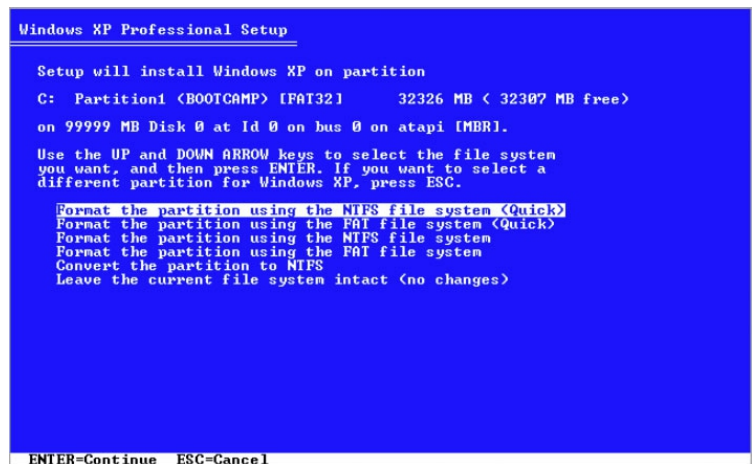 Windows XP Professional Setup
Setup will install Windows XP on partition
C: Partition1 <BOOTCAMP> [FAT32] 32326 MB < 32307 MB free>
on 99999 MB Disk 0 at Id 0 on bus 0 on atapi [MBR].
Use the UP and DOWN ARROW keys to select the file system
you want, and then press ENTER. If you want to select a
different partition for Windows XP, press ESC.
Format the partition using the NTFS file system <Quick>
Format the partition using the FAT file system <Quick>
Format the partition using the NTFS file system
Format the partition using the FAT file system
Convert the partition to NTFS
Leave the current file system intact <no changes>
ENTER=Continue ESC=Cancel